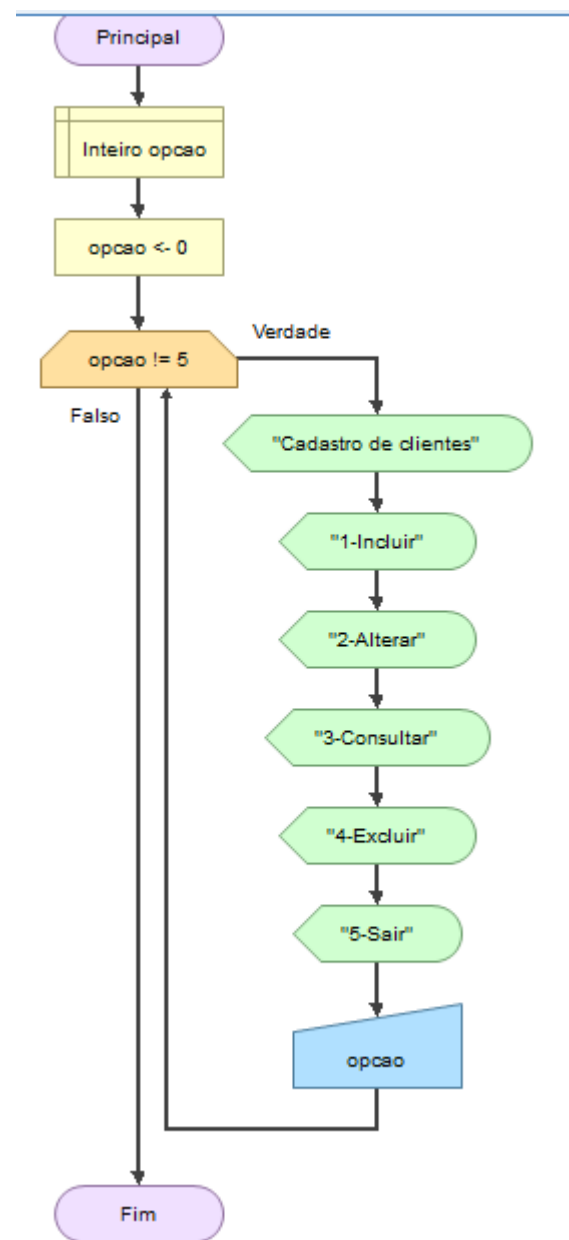 Principal
Inteiro opcao
opcao <- 0
opcao != 5
Verdade
Falso
"Cadastro de clientes"
"1-Incluir"
"2-Alterar"
"3-Consultar"
"4-Excluir"
"5-Sair"
opcao
Fim